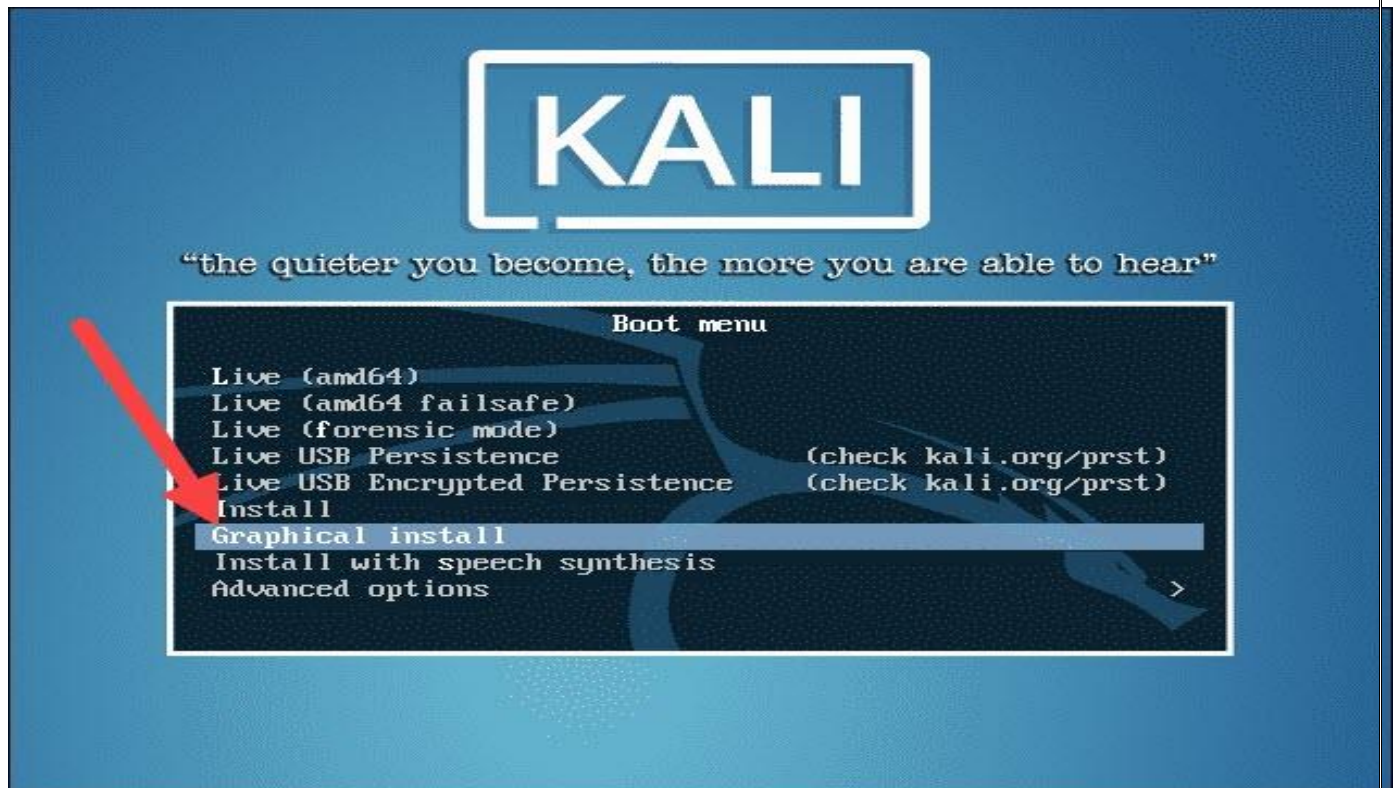 KALI
“the quieter you become, the more you are able to hear”
Boot menu
Live (amd64)
Live (amd64 failsafe)
Live (forensic mode)
Live USB Persistence (check kali.org/prst)
Live USB Encrypted Persistence (check kali.org/prst)
Install
Graphical install
Install with speech synthesis
Advanced options >